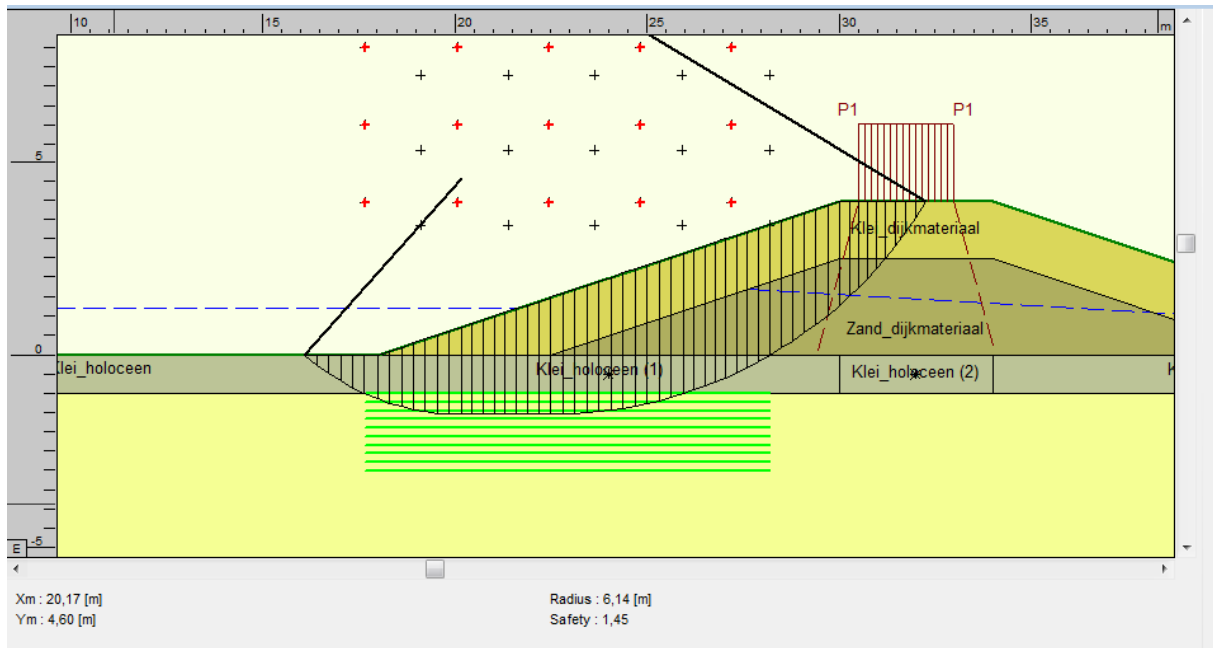 10 15 20 25 30 35 m
P1 P1
5
Klei_dijkmateriaal
Zand_dijkmateriaal
0
Klei_holoceen Klei_holoceen (1) Klei_holoceen (2) K
E -5
Xm : 20,17 [m] Radius : 6,14 [m]
Ym : 4,60 [m] Safety : 1,45